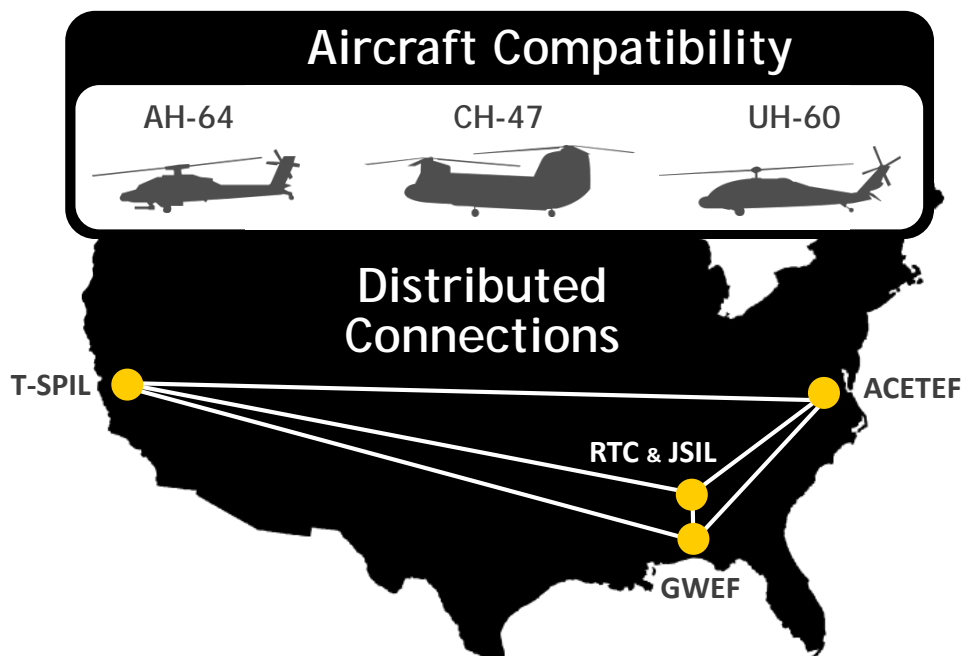 Aircraft Compatibility
AH-64
CH-47
UH-60
Distributed
Connections
T-SPIL
ACETEF
RTC & JSIL
GWEF